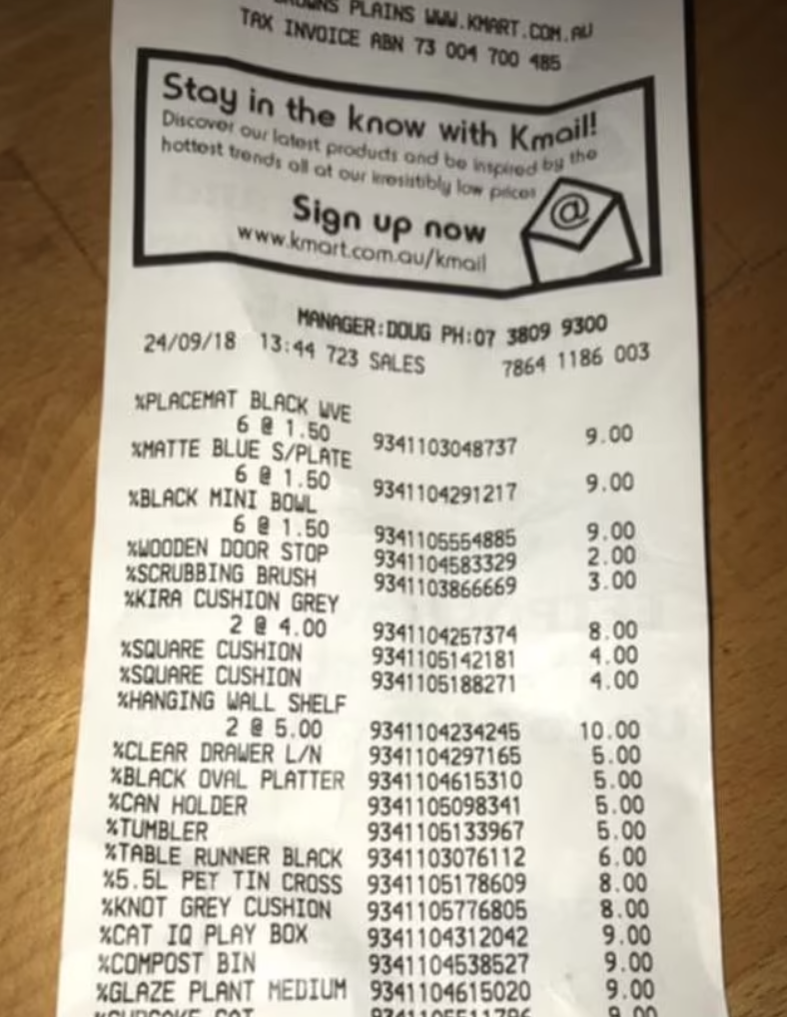 PLAINS WWW.KMART.COM.AU
TAX INVOICE ABN 73 004 700 485
Stay in the know with Kmail!
Discover our latest products and be inspired by the
hottest trends all at our irresistibly low prices
Sign up now
www.kmart.com.au/kmail
@
MANAGER:DOUG PH:07 3809 9300
24/09/18 13:44 723 SALES 7864 1186 003
%PLACEMAT BLACK WVE
6 @ 1.50 9341103048737 9.00
%MATTE BLUE S/PLATE
6 @ 1.50 9341104291217 9.00
%BLACK MINI BOWL
6 @ 1.50 9341105554885 9.00
%WOODEN DOOR STOP 9341104583329 2.00
%SCRUBBING BRUSH 9341103866669 3.00
%KIRA CUSHION GREY
2 @ 4.00 9341104257374 8.00
%SQUARE CUSHION 9341105142181 4.00
%SQUARE CUSHION 9341105188271 4.00
%HANGING WALL SHELF
2 @ 5.00 9341104234245 10.00
%CLEAR DRAWER L/N 9341104297165 5.00
%BLACK OVAL PLATTER 9341104615310 5.00
%CAN HOLDER 9341105098341 5.00
%TUMBLER 9341105133967 5.00
%TABLE RUNNER BLACK 9341103076112 6.00
%5.5L PET TIN CROSS 9341105178609 8.00
%KNOT GREY CUSHION 9341105776805 8.00
%CAT IQ PLAY BOX 9341104312042 9.00
%COMPOST BIN 9341104538527 9.00
%GLAZE PLANT MEDIUM 9341104615020 9.00